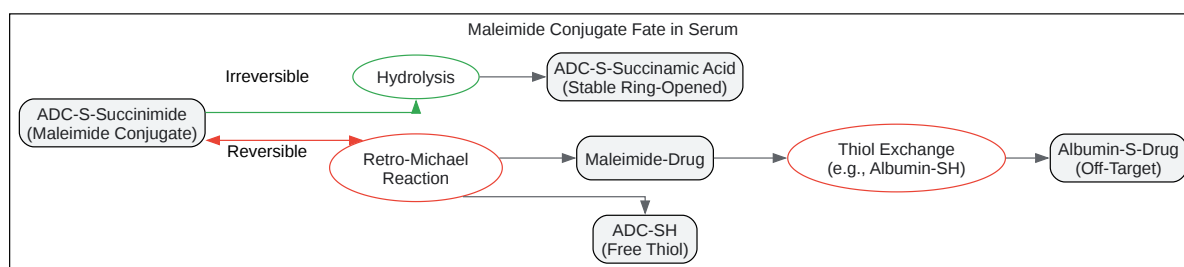 Maleimide Conjugate Fate in Serum
Irreversible
Hydrolysis
ADC-S-Succinamic Acid
(Stable Ring-Opened)
ADC-S-Succinimide
(Maleimide Conjugate)
Reversible
Retro-Michael
Reaction
Maleimide-Drug
Thiol Exchange
(e.g., Albumin-SH)
Albumin-S-Drug
(Off-Target)
ADC-SH
(Free Thiol)